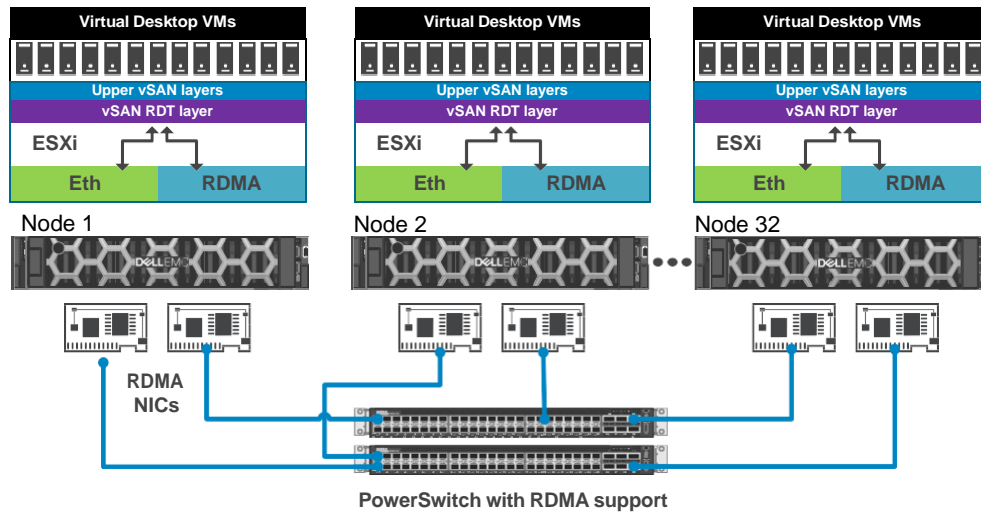 Virtual Desktop VMs
Virtual Desktop VMs
Virtual Desktop VMs
Upper vSAN layers
Upper vSAN layers
Upper vSAN layers
vSAN RDT layer
vSAN RDT layer
vSAN RDT layer
ESXi
ESXi
ESXi
Eth
RDMA
Eth
RDMA
Eth
RDMA
Node 1
Node 2
Node 32
DELLEMC
DELLEMC
DELLEMC
RDMA
NICs
PowerSwitch with RDMA support